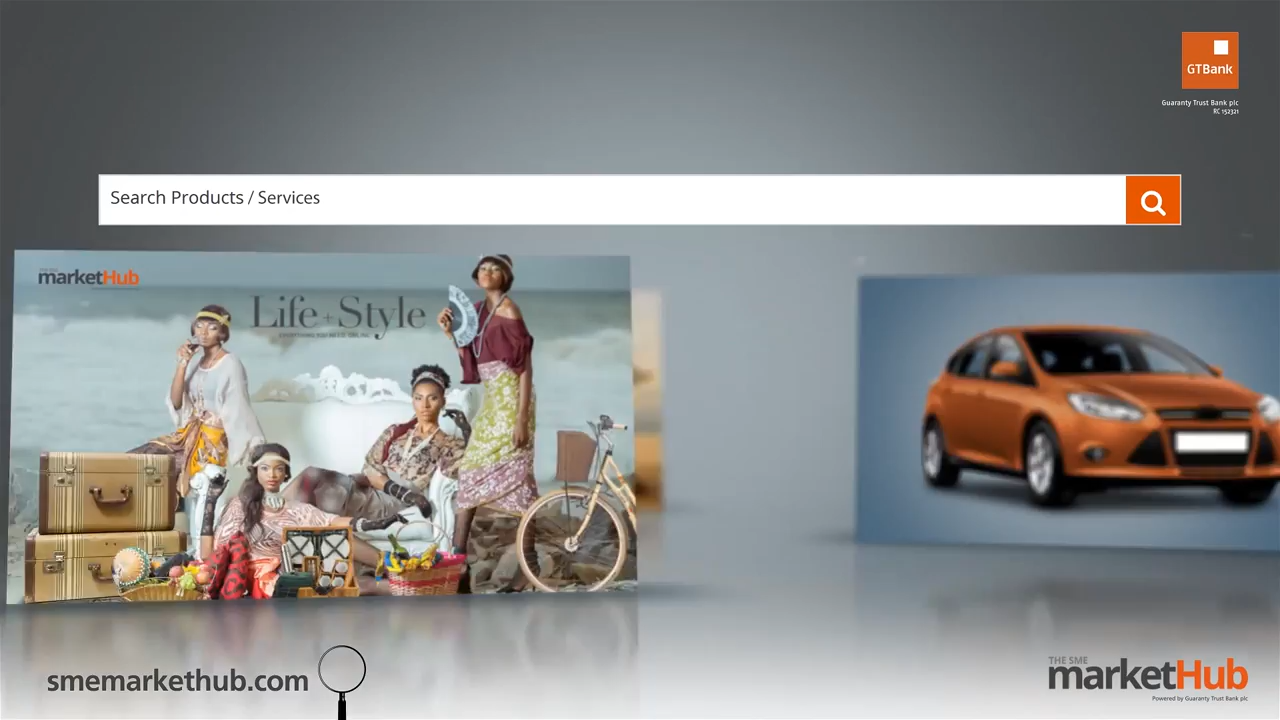 GTBank
Guaranty Trust Bank plc
RC 152321
Search Products / Services
marketHub
Life+Style
smemarkethub.com
THE SME
marketHub
Powered by Guaranty Trust Bank plc